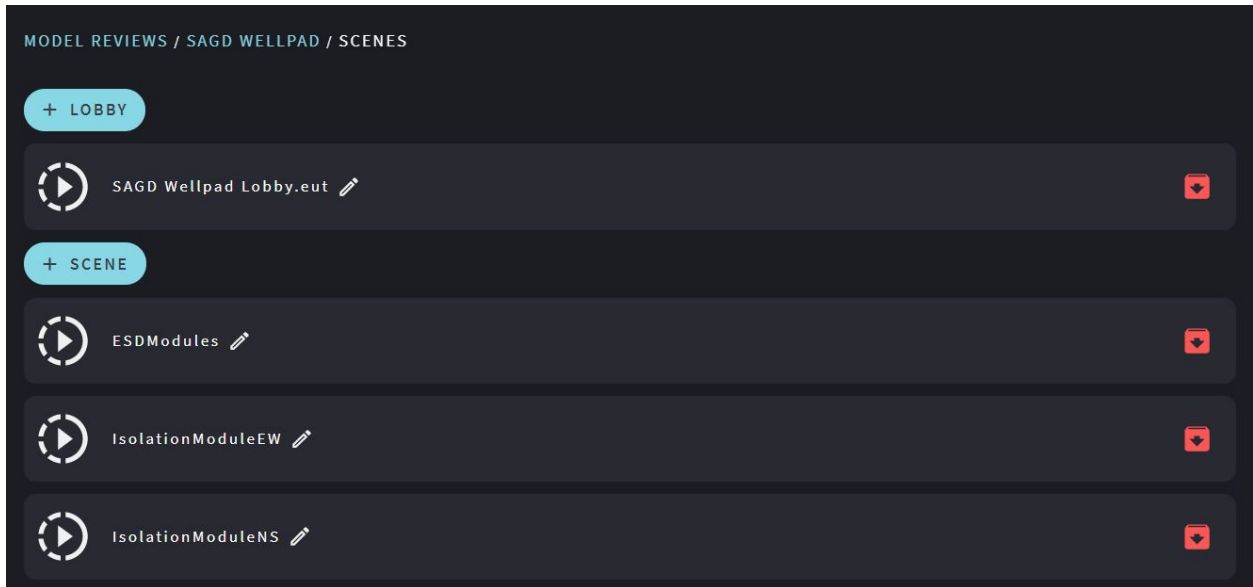 MODEL REVIEWS / SAGD WELLPAD / SCENES
+ LOBBY
SAGD Wellpad Lobby.eut
+ SCENE
ESDModules
IsolationModuleEW
IsolationModuleNS